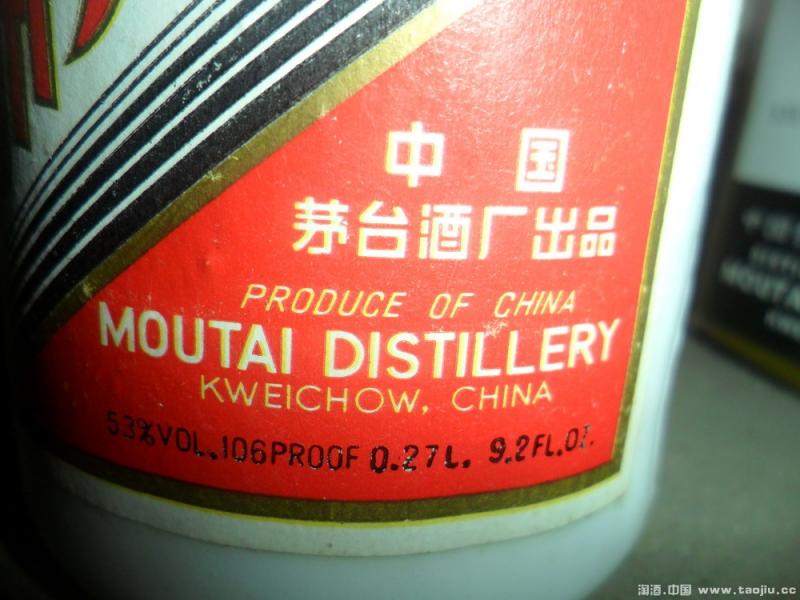 中国
茅台酒厂出品
PRODUCE OF CHINA
MOUTAI DISTILLERY
KWEICHOW, CHINA
53%VOL.106PROOF 0.27L. 9.2FL.OZ.
淘酒.中国 www.taojiu.cc